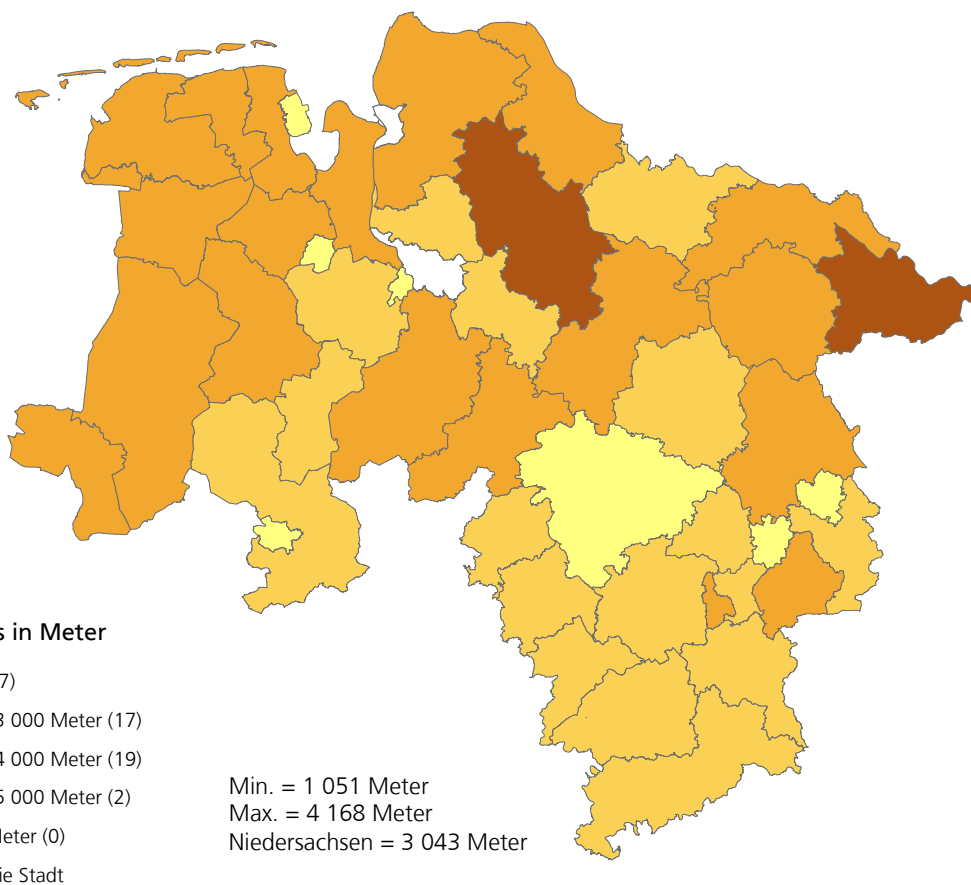 s in Meter
7)
3 000 Meter (17)
4 000 Meter (19)
5 000 Meter (2)
Meter (0)
ie Stadt
Min. = 1 051 Meter
Max. = 4 168 Meter
Niedersachsen = 3 043 Meter